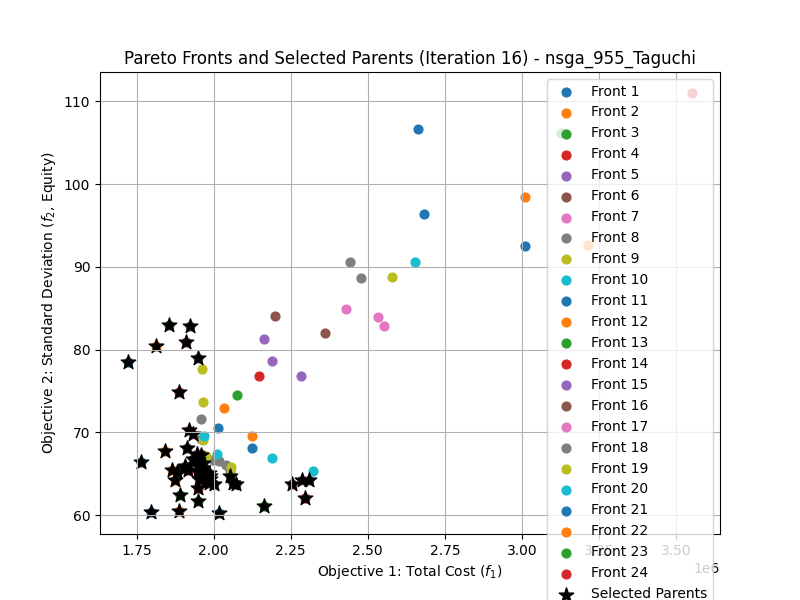 Pareto Fronts and Selected Parents (Iteration 16) - nsga_955_Taguchi
Objective 2: Standard Deviation (f2, Equity)
110
100
90
80
70
60
1.75
2.00
2.25
2.50
2.75
3.00
3.25
3.50
1e6
Objective 1: Total Cost (f1)
Front 1
Front 2
Front 3
Front 4
Front 5
Front 6
Front 7
Front 8
Front 9
Front 10
Front 11
Front 12
Front 13
Front 14
Front 15
Front 16
Front 17
Front 18
Front 19
Front 20
Front 21
Front 22
Front 23
Front 24
Selected Parents